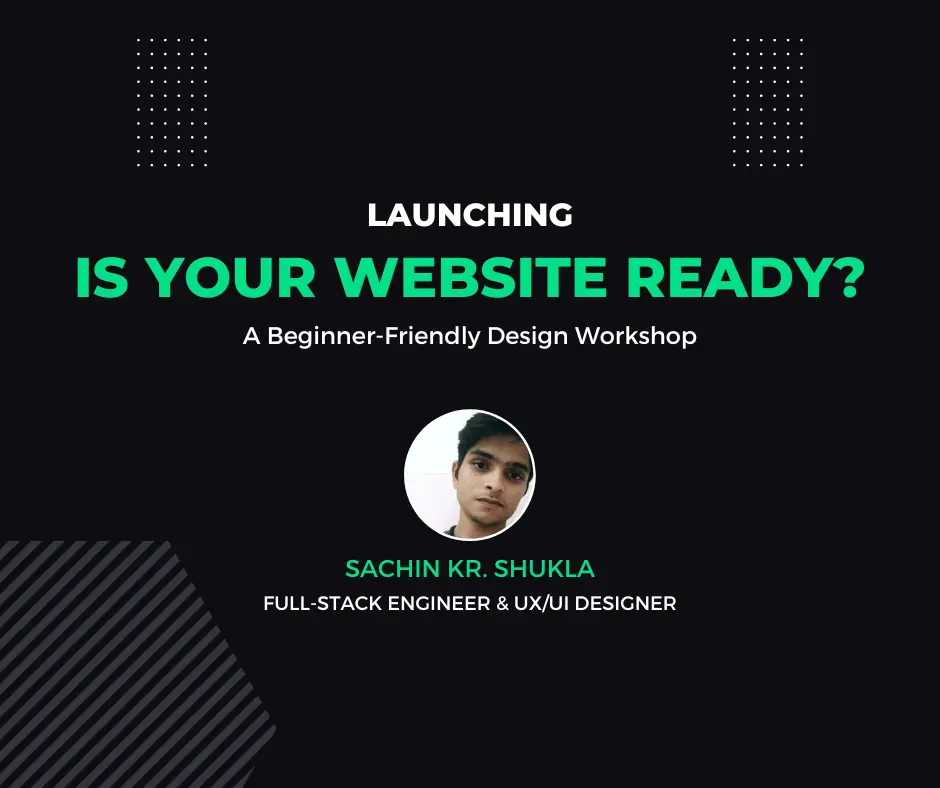 LAUNCHING
IS YOUR WEBSITE READY?
A Beginner-Friendly Design Workshop
SACHIN KR. SHUKLA
FULL-STACK ENGINEER & UX/UI DESIGNER